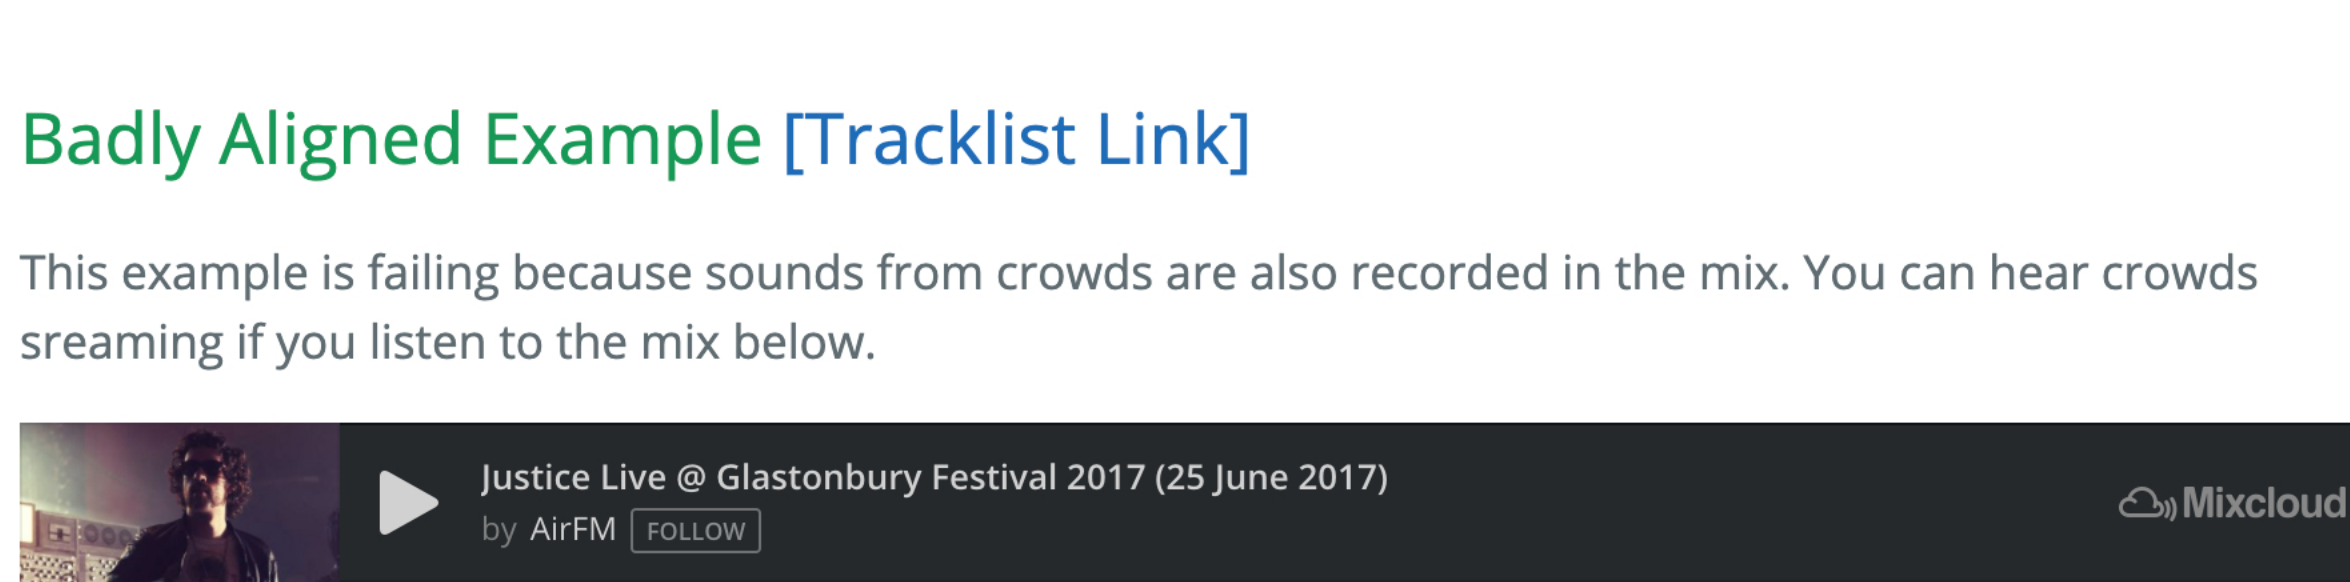 Badly Aligned Example [Tracklist Link]
This example is failing because sounds from crowds are also recorded in the mix. You can hear crowds
sreaming if you listen to the mix below.
Justice Live @ Glastonbury Festival 2017 (25 June 2017)
by AirFM FOLLOW
Mixcloud